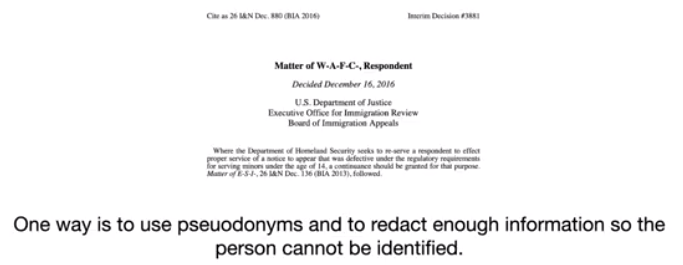 Cite as 26 I&N Dec. 880 (BIA 2016) Interim Decision #3881
Matter of W-A-F-C-, Respondent
Decided December 16, 2016
U.S. Department of Justice
Executive Office for Immigration Review
Board of Immigration Appeals
Where the Department of Homeland Security seeks to re-serve a respondent to effect
proper service of a notice to appear that was defective under the regulatory requirements
for serving minors under the age of 14, a continuance should be granted for that purpose.
Matter of E-S-I-, 26 I&N Dec. 136 (BIA 2013), followed.
One way is to use pseuodonyms and to redact enough information so the
person cannot be identified.